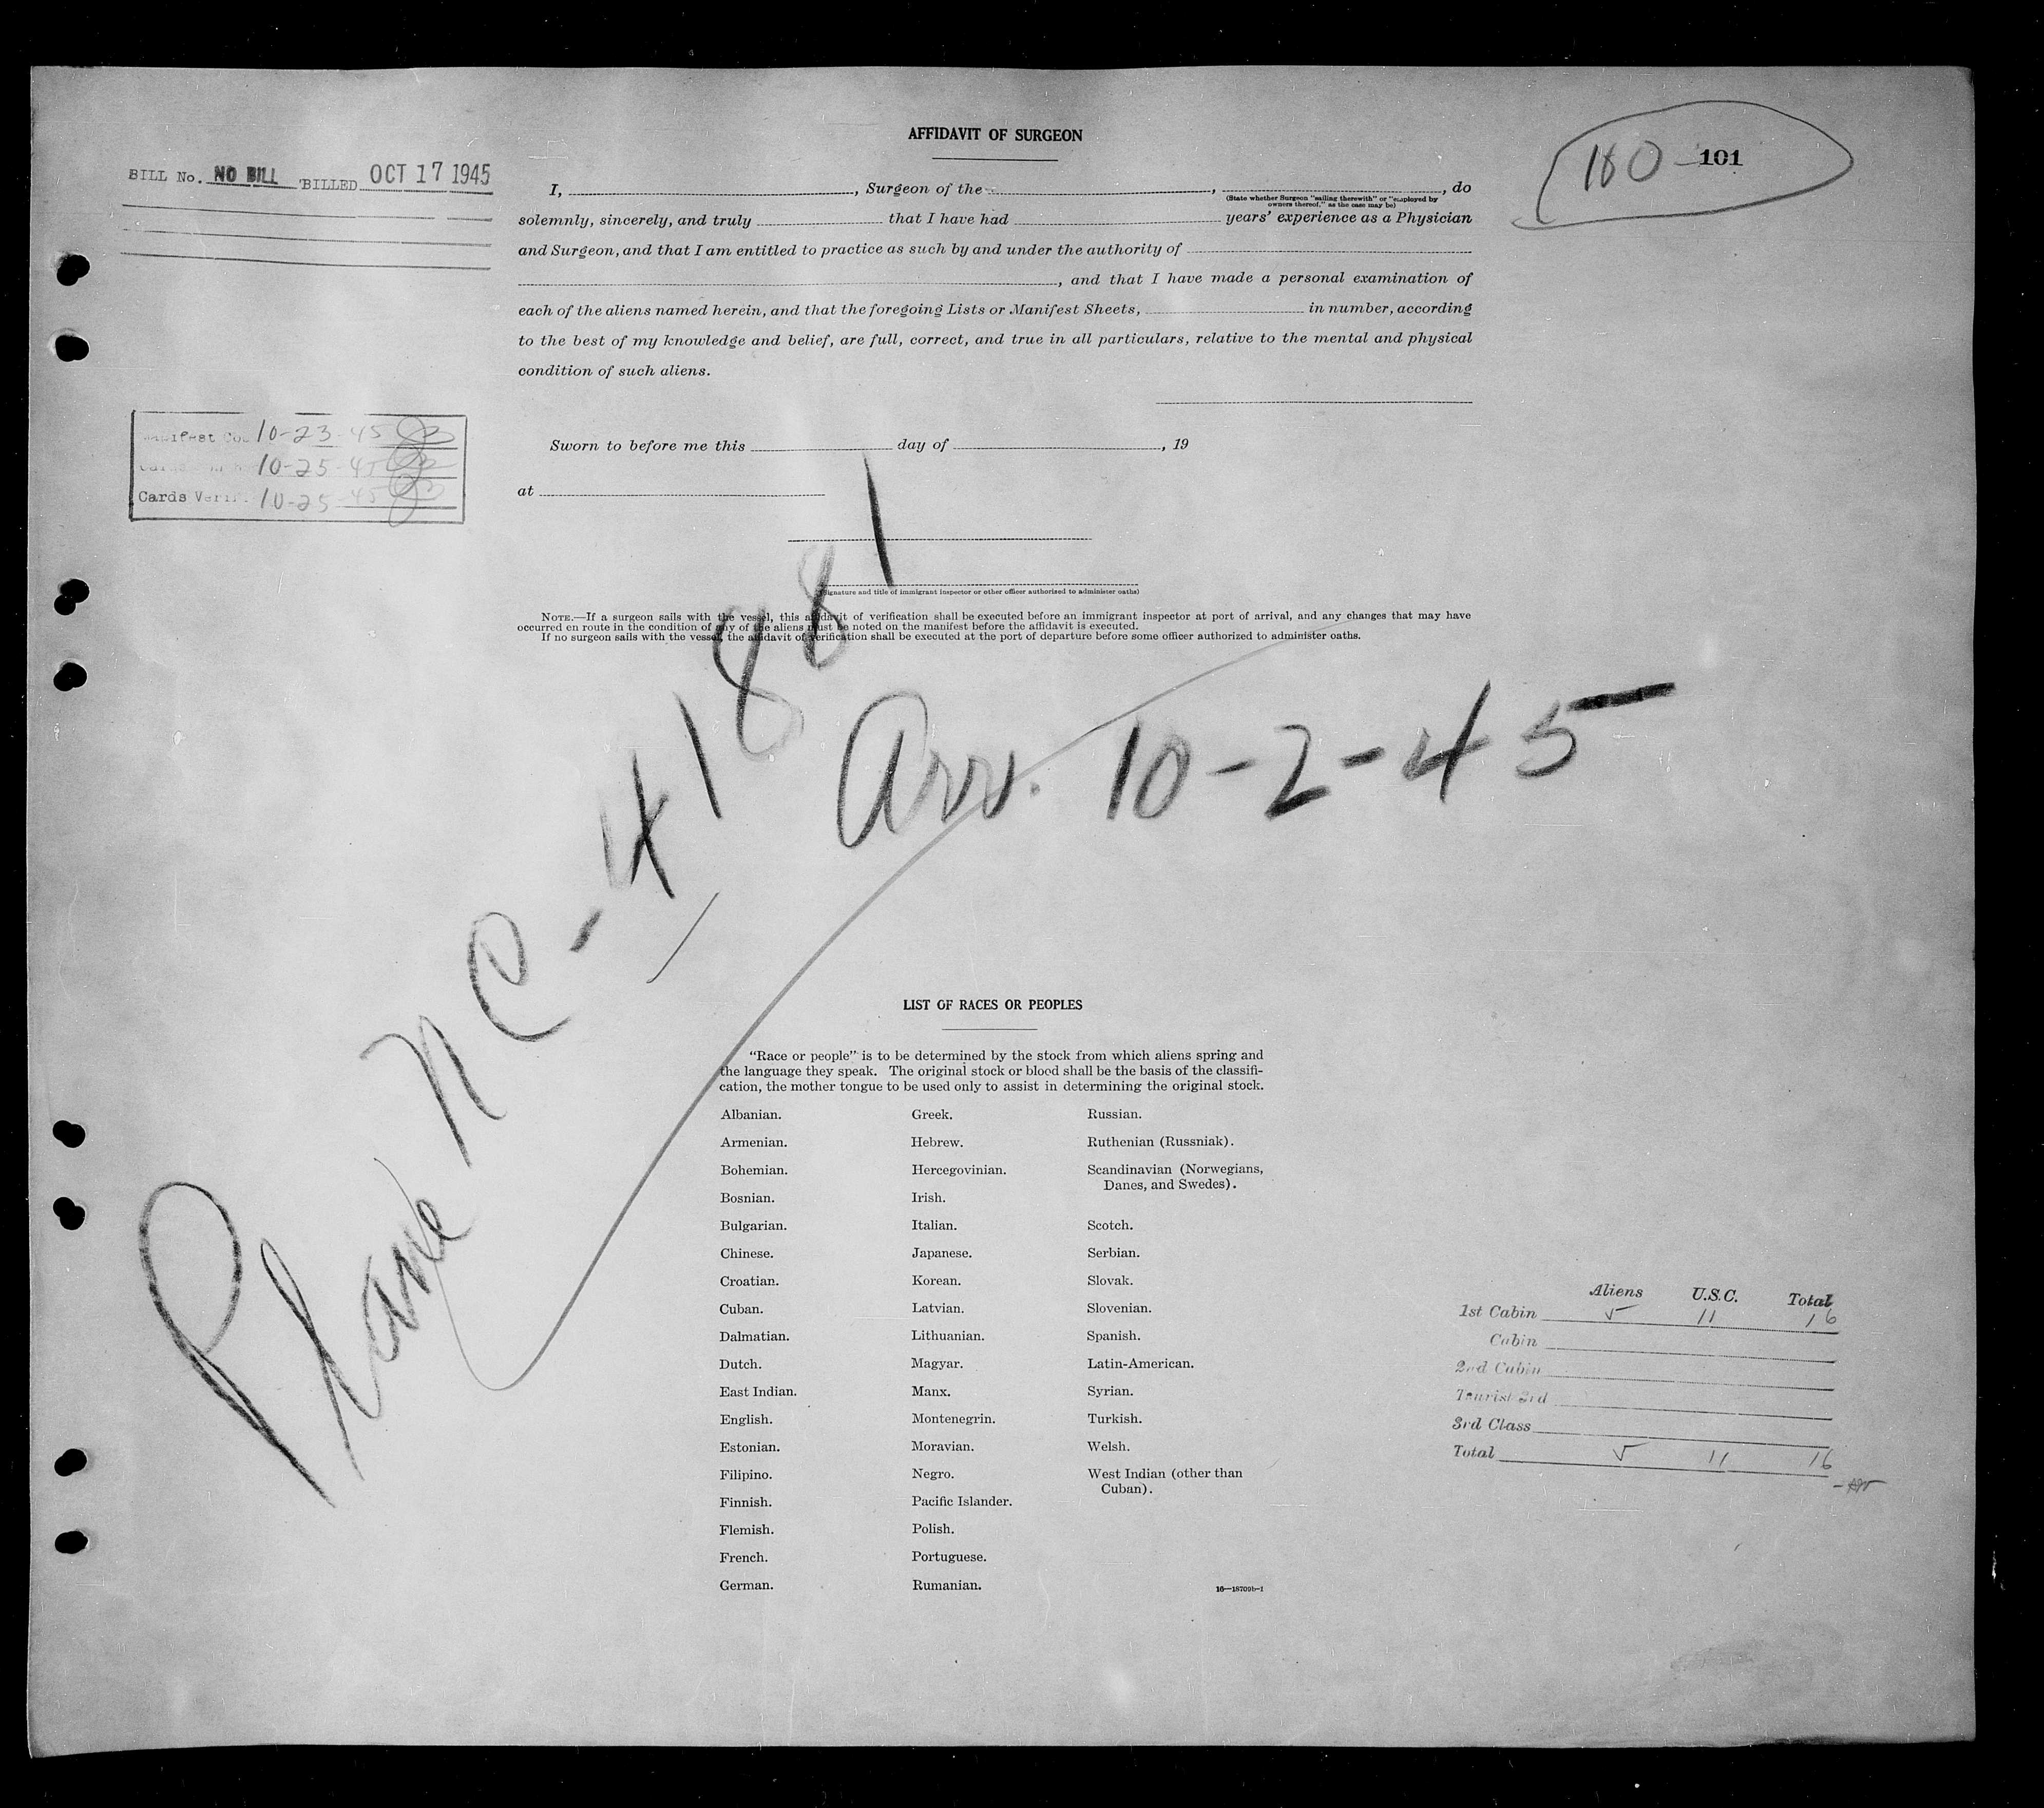 AFFIDAVIT OF SURGEON
100 - 101
BILL No. NO BILL BILLED OCT 17 1945
I, , Surgeon of the , , do
(State whether Surgeon "sailing therewith" or "employed by owners thereof," as the case may be)
solemnly, sincerely, and truly that I have had years' experience as a Physician
and Surgeon, and that I am entitled to practice as such by and under the authority of
, and that I have made a personal examination of
each of the aliens named herein, and that the foregoing Lists or Manifest Sheets, in number, according
to the best of my knowledge and belief, are full, correct, and true in all particulars, relative to the mental and physical
condition of such aliens.
Manifest 10-23-45
10-25-45
Cards Verif. 10-25-45
Sworn to before me this day of , 19
at
(Signature and title of immigrant inspector or other officer authorized to administer oaths)
NOTE.—If a surgeon sails with the vessel, this affidavit of verification shall be executed before an immigrant inspector at port of arrival, and any changes that may have
occurred en route in the condition of any of the aliens must be noted on the manifest before the affidavit is executed.
If no surgeon sails with the vessel, the affidavit of verification shall be executed at the port of departure before some officer authorized to administer oaths.
Plane NC-41881
Arr. 10-2-45
LIST OF RACES OR PEOPLES
"Race or people" is to be determined by the stock from which aliens spring and
the language they speak. The original stock or blood shall be the basis of the classifi-
cation, the mother tongue to be used only to assist in determining the original stock.
Albanian.
Armenian.
Bohemian.
Bosnian.
Bulgarian.
Chinese.
Croatian.
Cuban.
Dalmatian.
Dutch.
East Indian.
English.
Estonian.
Filipino.
Finnish.
Flemish.
French.
German.
Greek.
Hebrew.
Hercegovinian.
Irish.
Italian.
Japanese.
Korean.
Latvian.
Lithuanian.
Magyar.
Manx.
Montenegrin.
Moravian.
Negro.
Pacific Islander.
Polish.
Portuguese.
Rumanian.
Russian.
Ruthenian (Russniak).
Scandinavian (Norwegians,
Danes, and Swedes).
Scotch.
Serbian.
Slovak.
Slovenian.
Spanish.
Latin-American.
Syrian.
Turkish.
Welsh.
West Indian (other than
Cuban).
16—18709b-1
Aliens U.S.C. Total
1st Cabin 5 11 16
Cabin
2nd Cabin
Tourist 3rd
3rd Class
Total 5 11 16